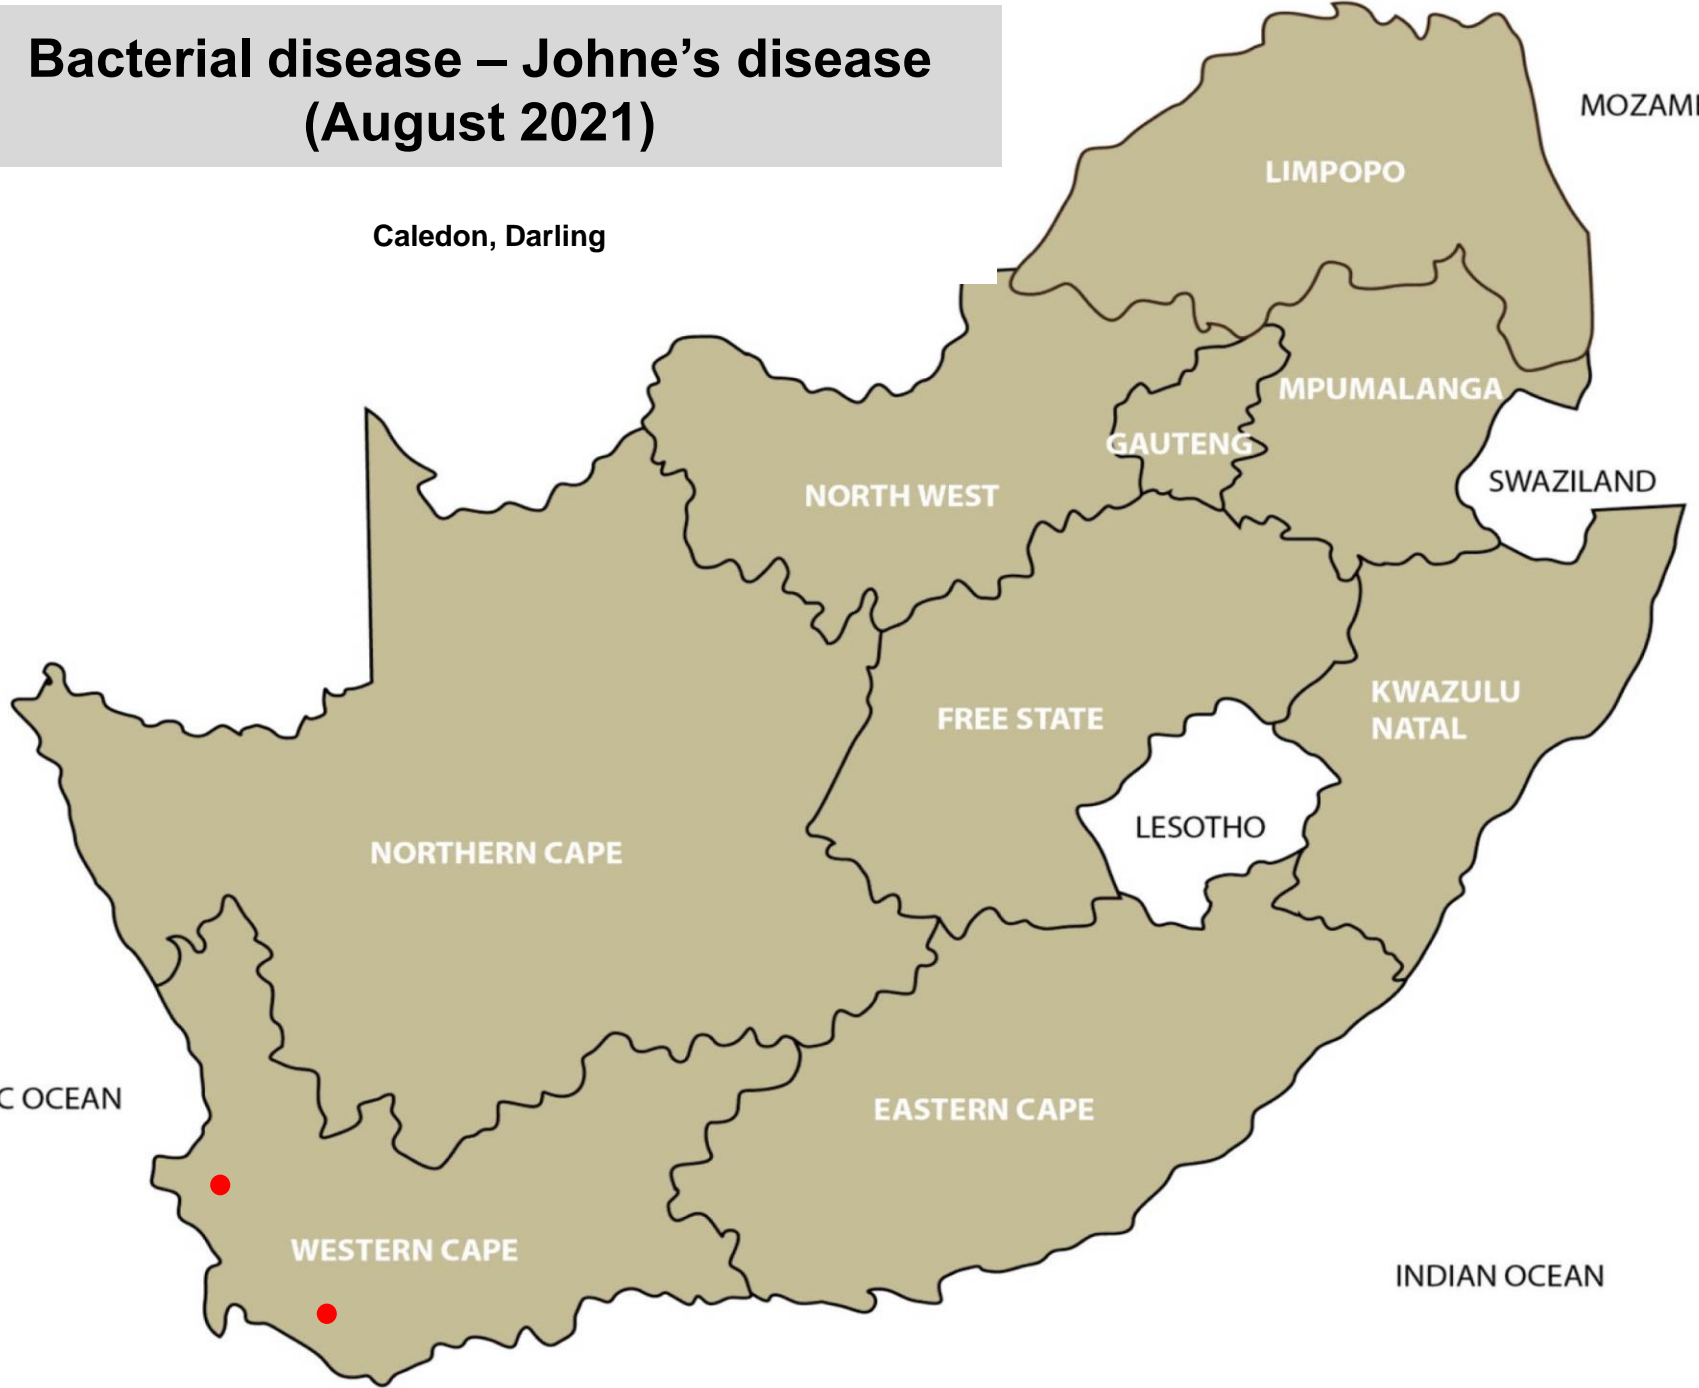 Bacterial disease – Johne’s disease
(August 2021)
MOZAMI
LIMPOPO
Caledon, Darling
MPUMALANGA
GAUTENG
SWAZILAND
NORTH WEST
KWAZULU
NATAL
FREE STATE
LESOTHO
NORTHERN CAPE
C OCEAN
EASTERN CAPE
WESTERN CAPE
INDIAN OCEAN